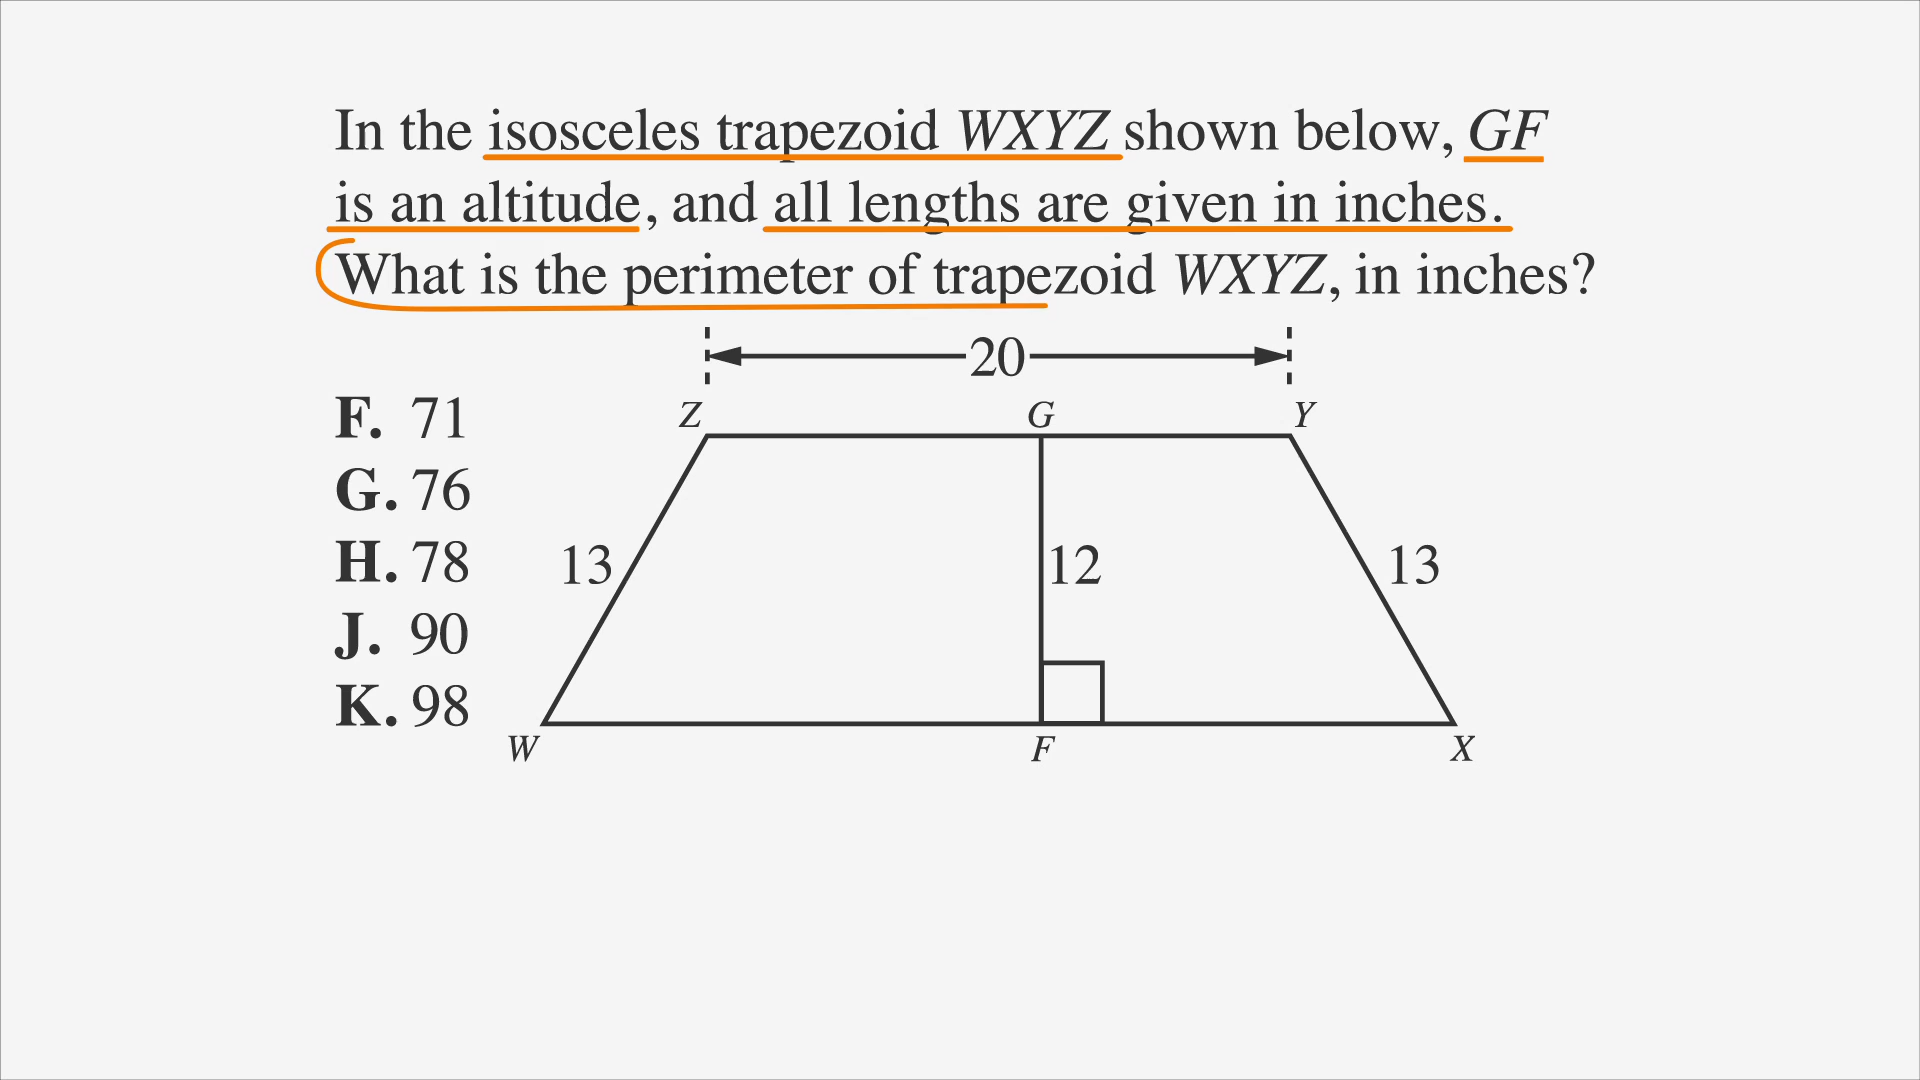 In the isosceles trapezoid WXYZ shown below, GF
is an altitude, and all lengths are given in inches.
What is the perimeter of trapezoid WXYZ, in inches?
20
F. 71
G. 76
H. 78
J. 90
K. 98
Z G Y
13 12 13
W F X